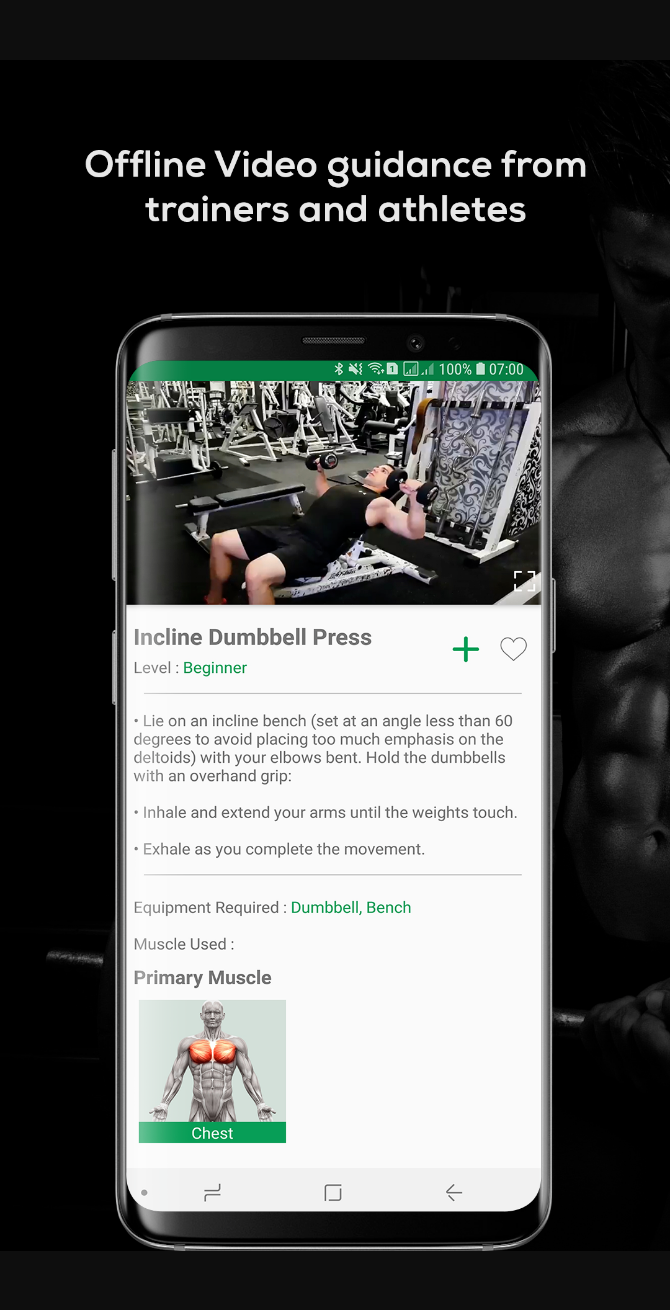 Offline Video guidance from
trainers and athletes
100% 07:00
Incline Dumbbell Press
Level : Beginner
• Lie on an incline bench (set at an angle less than 60
degrees to avoid placing too much emphasis on the
deltoids) with your elbows bent. Hold the dumbbells
with an overhand grip:
• Inhale and extend your arms until the weights touch.
• Exhale as you complete the movement.
Equipment Required : Dumbbell, Bench
Muscle Used :
Primary Muscle
Chest